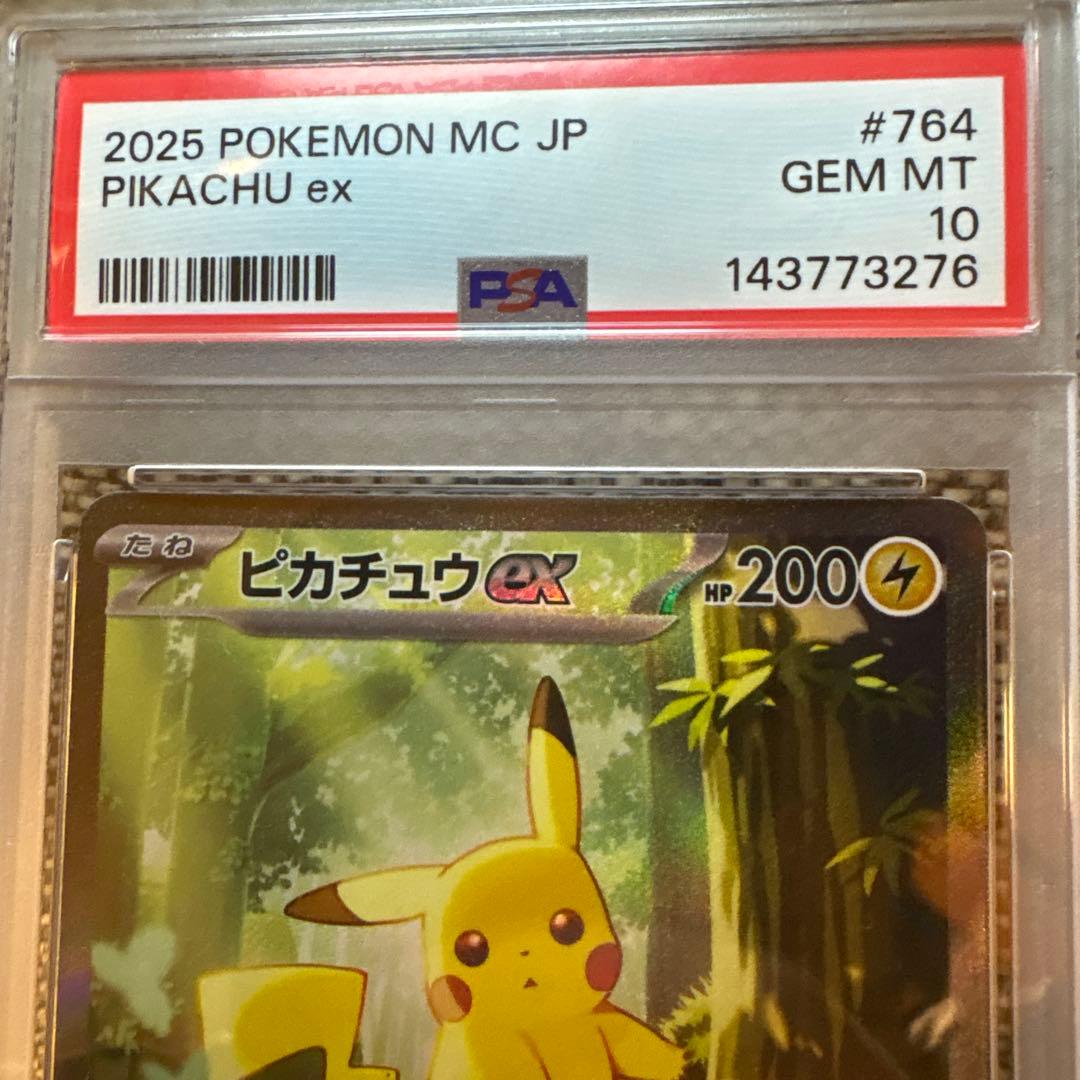 2025 POKEMON MC JP
#764
PIKACHU ex
GEM MT
10
PSA
143773276
たね
ピカチュウex
HP200